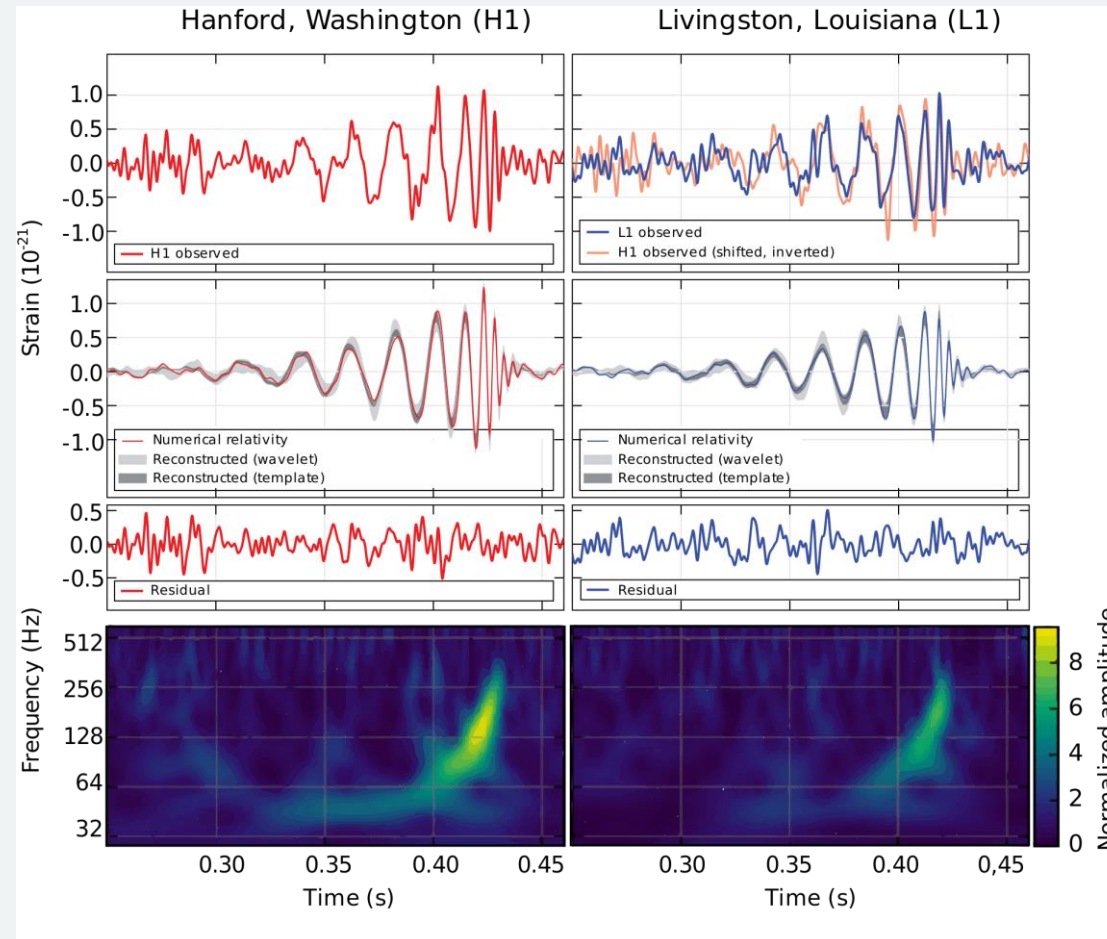 Hanford, Washington (H1)
Livingston, Louisiana (L1)
Strain (10⁻²¹)
1.0
0.5
0.0
-0.5
-1.0
H1 observed
L1 observed
H1 observed (shifted, inverted)
1.0
0.5
0.0
-0.5
-1.0
Numerical relativity
Reconstructed (wavelet)
Reconstructed (template)
Numerical relativity
Reconstructed (wavelet)
Reconstructed (template)
0.5
0.0
-0.5
Residual
Residual
Frequency (Hz)
512
256
128
64
32
0.30
0.35
0.40
0.45
Time (s)
0.30
0.35
0.40
0,45
Time (s)
8
6
4
2
0
Normalized amplitude